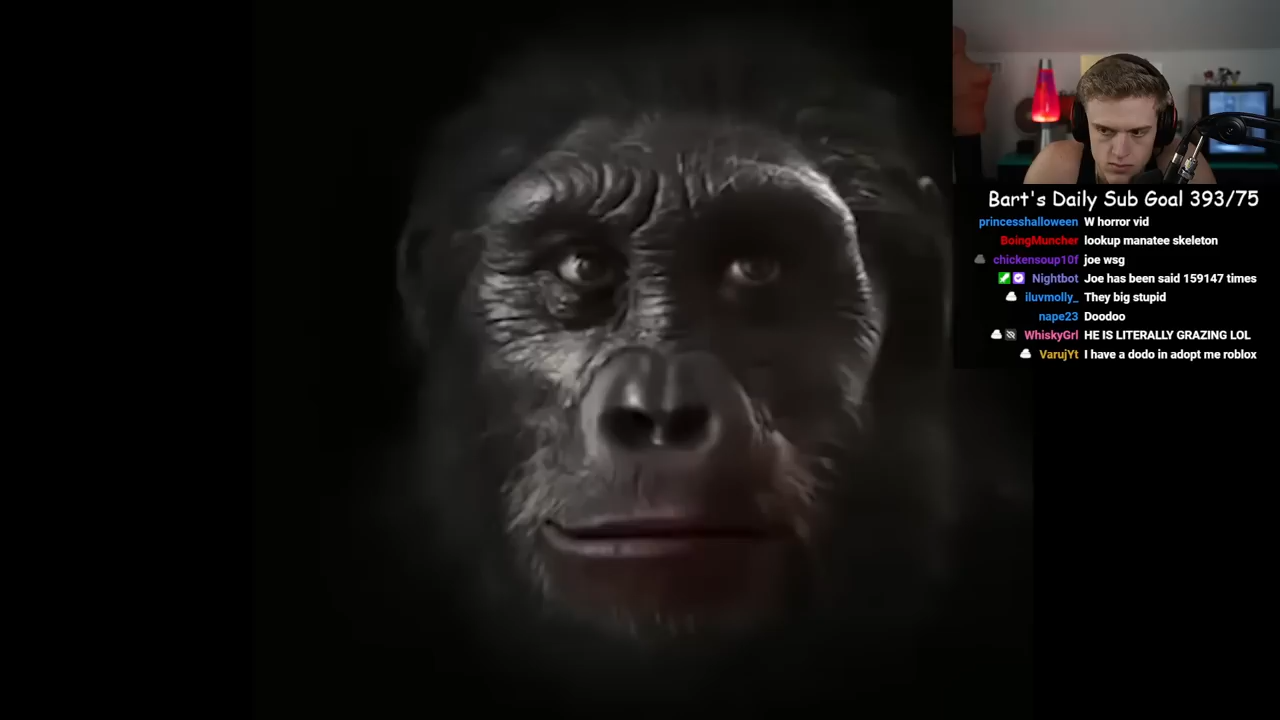 Bart's Daily Sub Goal 393/75
princesshalloween W horror vid
BoingMuncher lookup manatee skeleton
chickensoup10f joe wsg
Nightbot Joe has been said 159147 times
iluvmolly_ They big stupid
nape23 Doodoo
WhiskyGrl HE IS LITERALLY GRAZING LOL
VarujYt I have a dodo in adopt me roblox